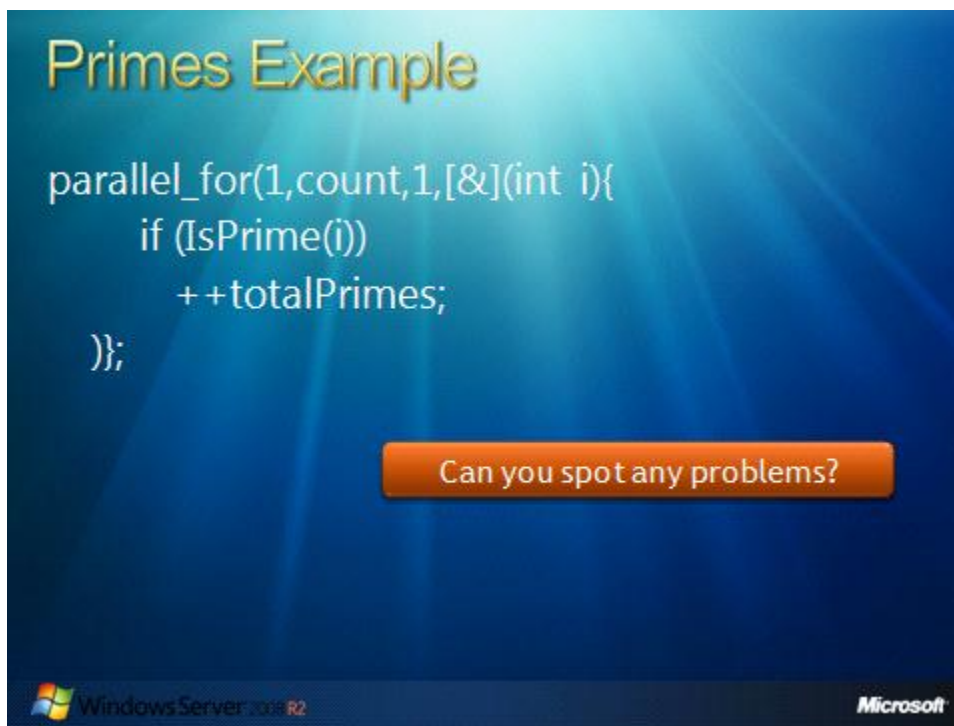 Primes Example
parallel_for(1,count,1,[&](int i){
if (IsPrime(i))
++totalPrimes;
)};
Can you spot any problems?
Windows Server 2008 R2
Microsoft